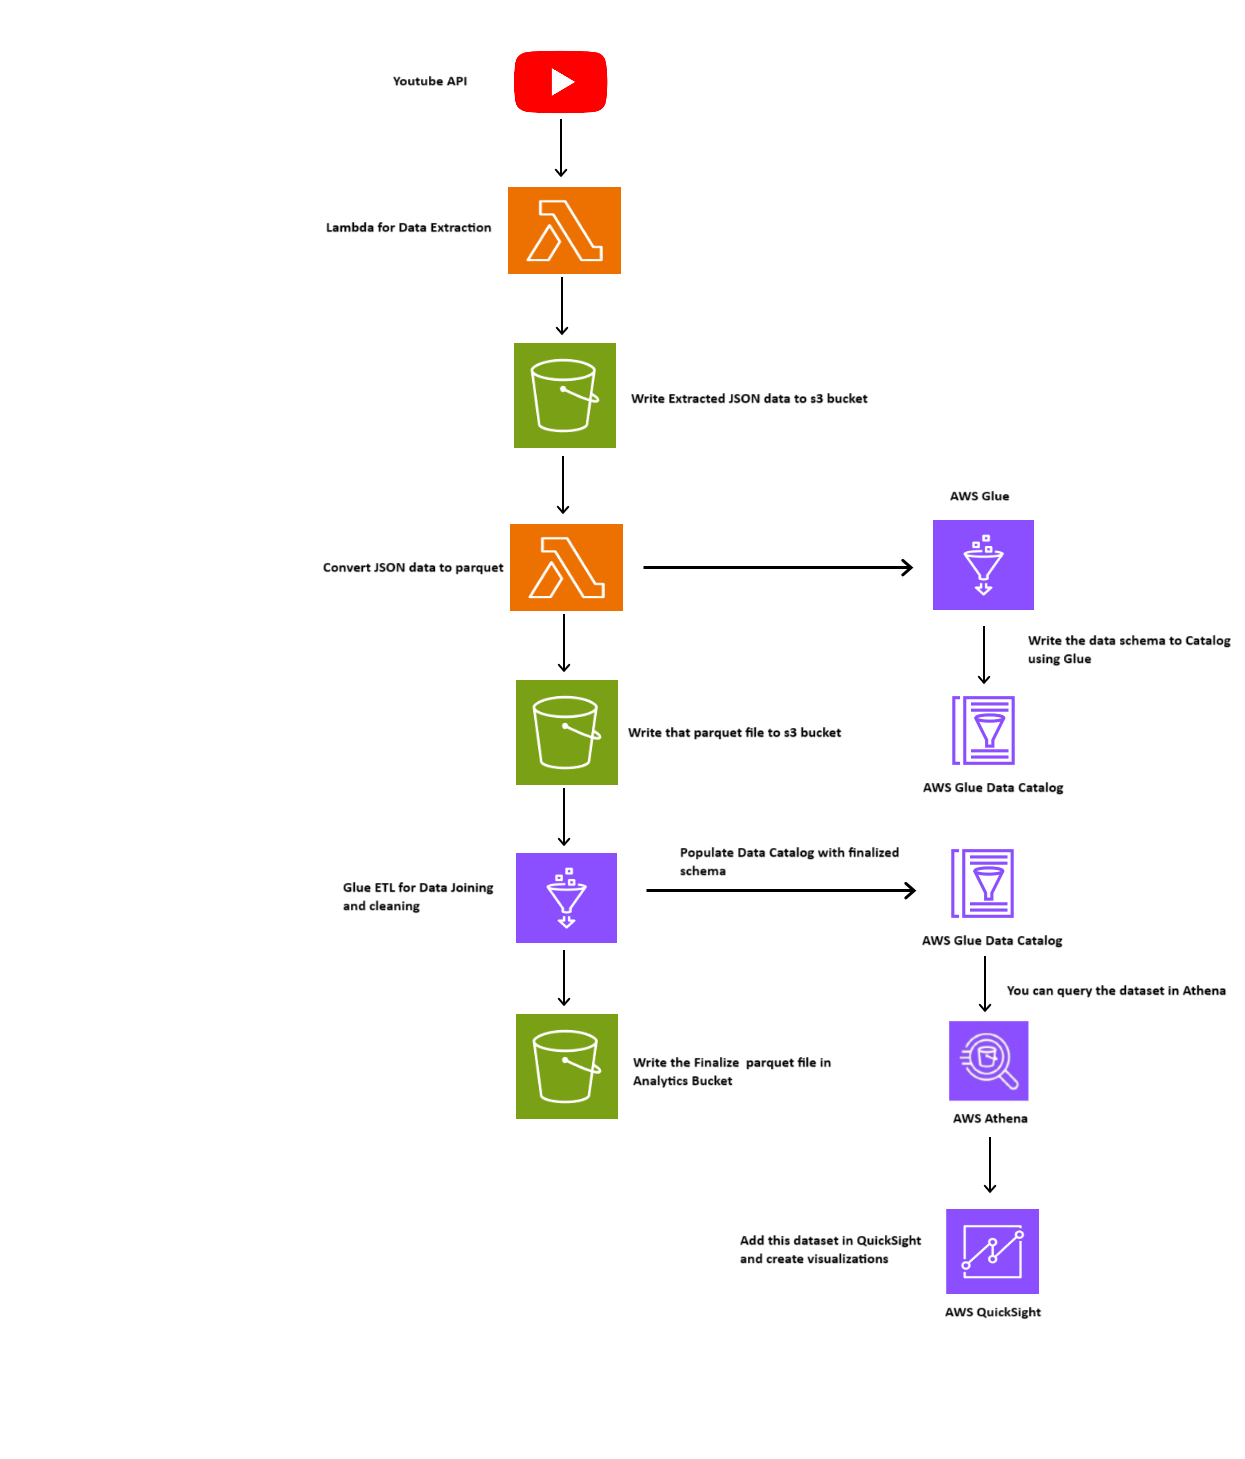 Youtube API
Lambda for Data Extraction
Write Extracted JSON data to s3 bucket
AWS Glue
Convert JSON data to parquet
Write the data schema to Catalog
using Glue
Write that parquet file to s3 bucket
AWS Glue Data Catalog
Populate Data Catalog with finalized
schema
Glue ETL for Data Joining
and cleaning
AWS Glue Data Catalog
You can query the dataset in Athena
Write the Finalize  parquet file in
Analytics Bucket
AWS Athena
Add this dataset in QuickSight
and create visualizations
AWS QuickSight